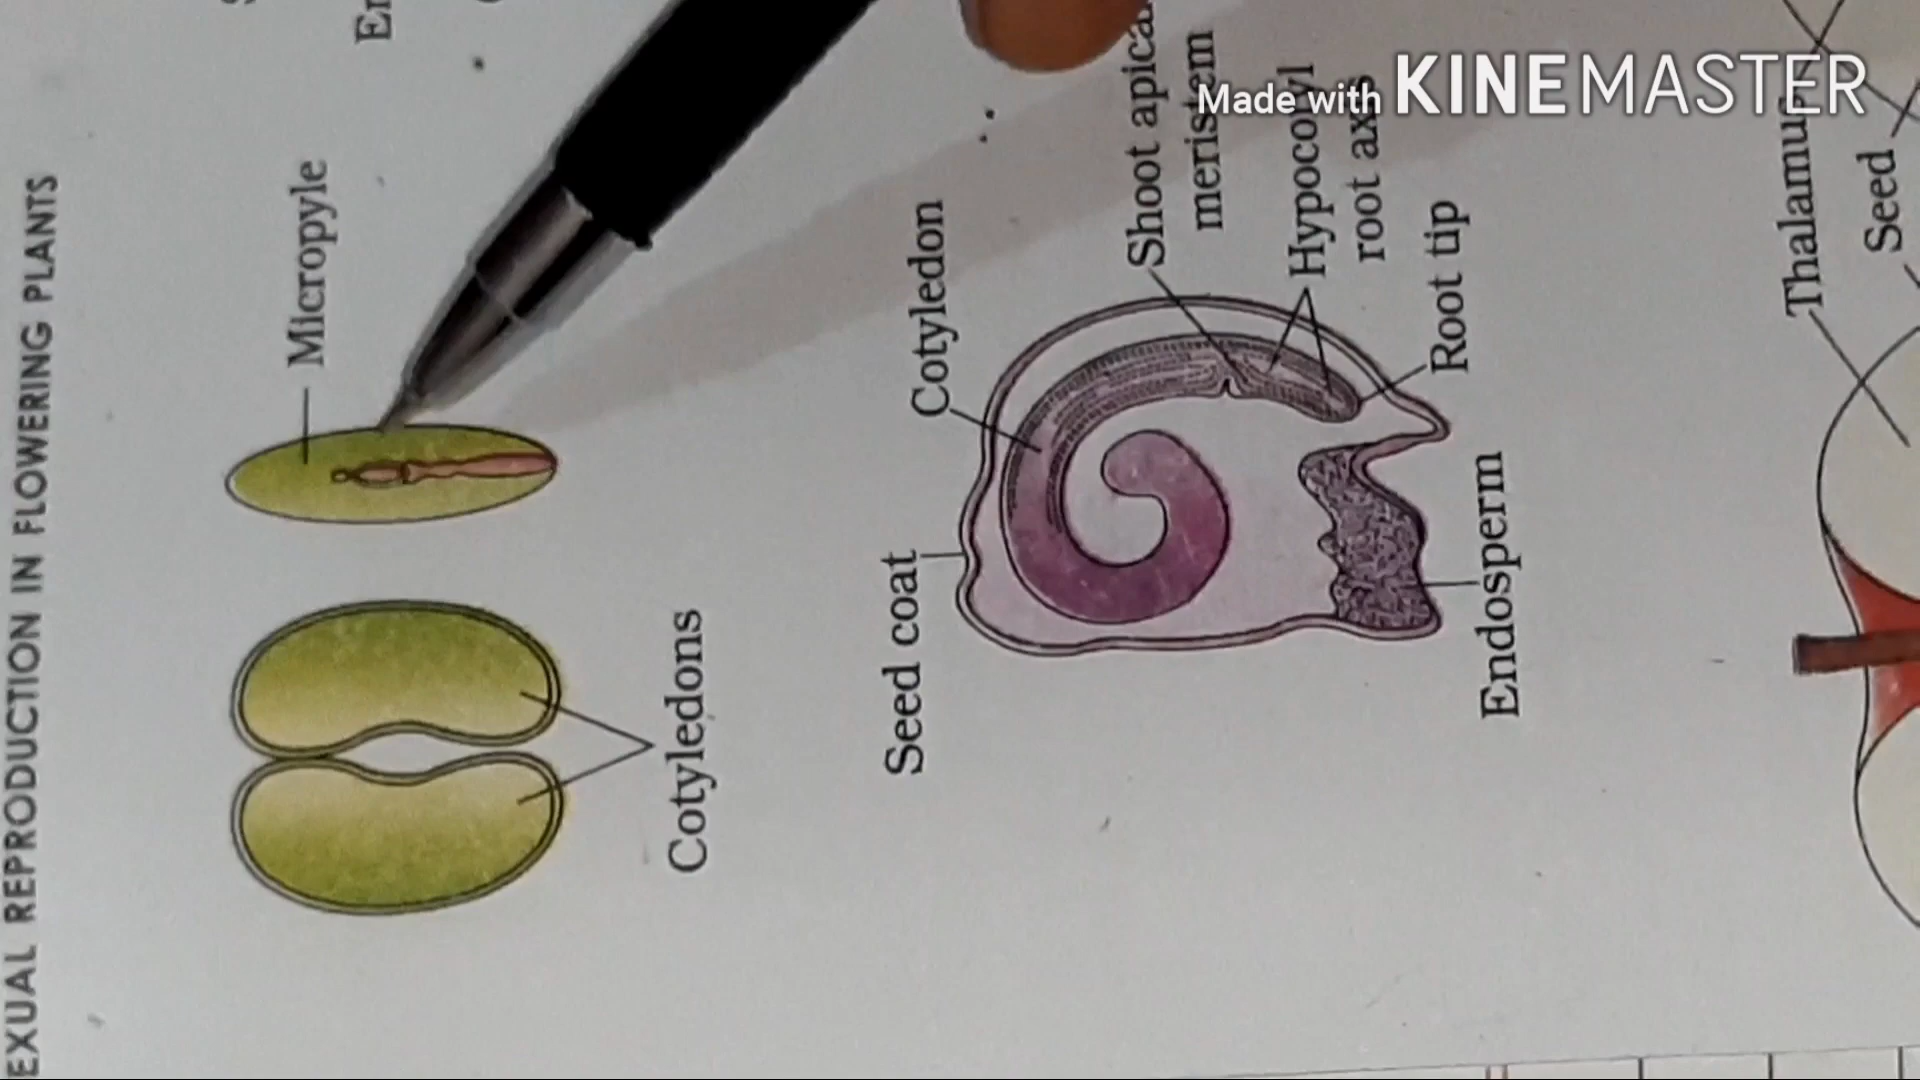 EXUAL REPRODUCTION IN FLOWERING PLANTS
Micropyle
Cotyledons
Cotyledon
Seed coat
Shoot apical
meristem
Hypocotyl
root axis
Root tip
Endosperm
Thalamus
Seed
Made with KINEMASTER